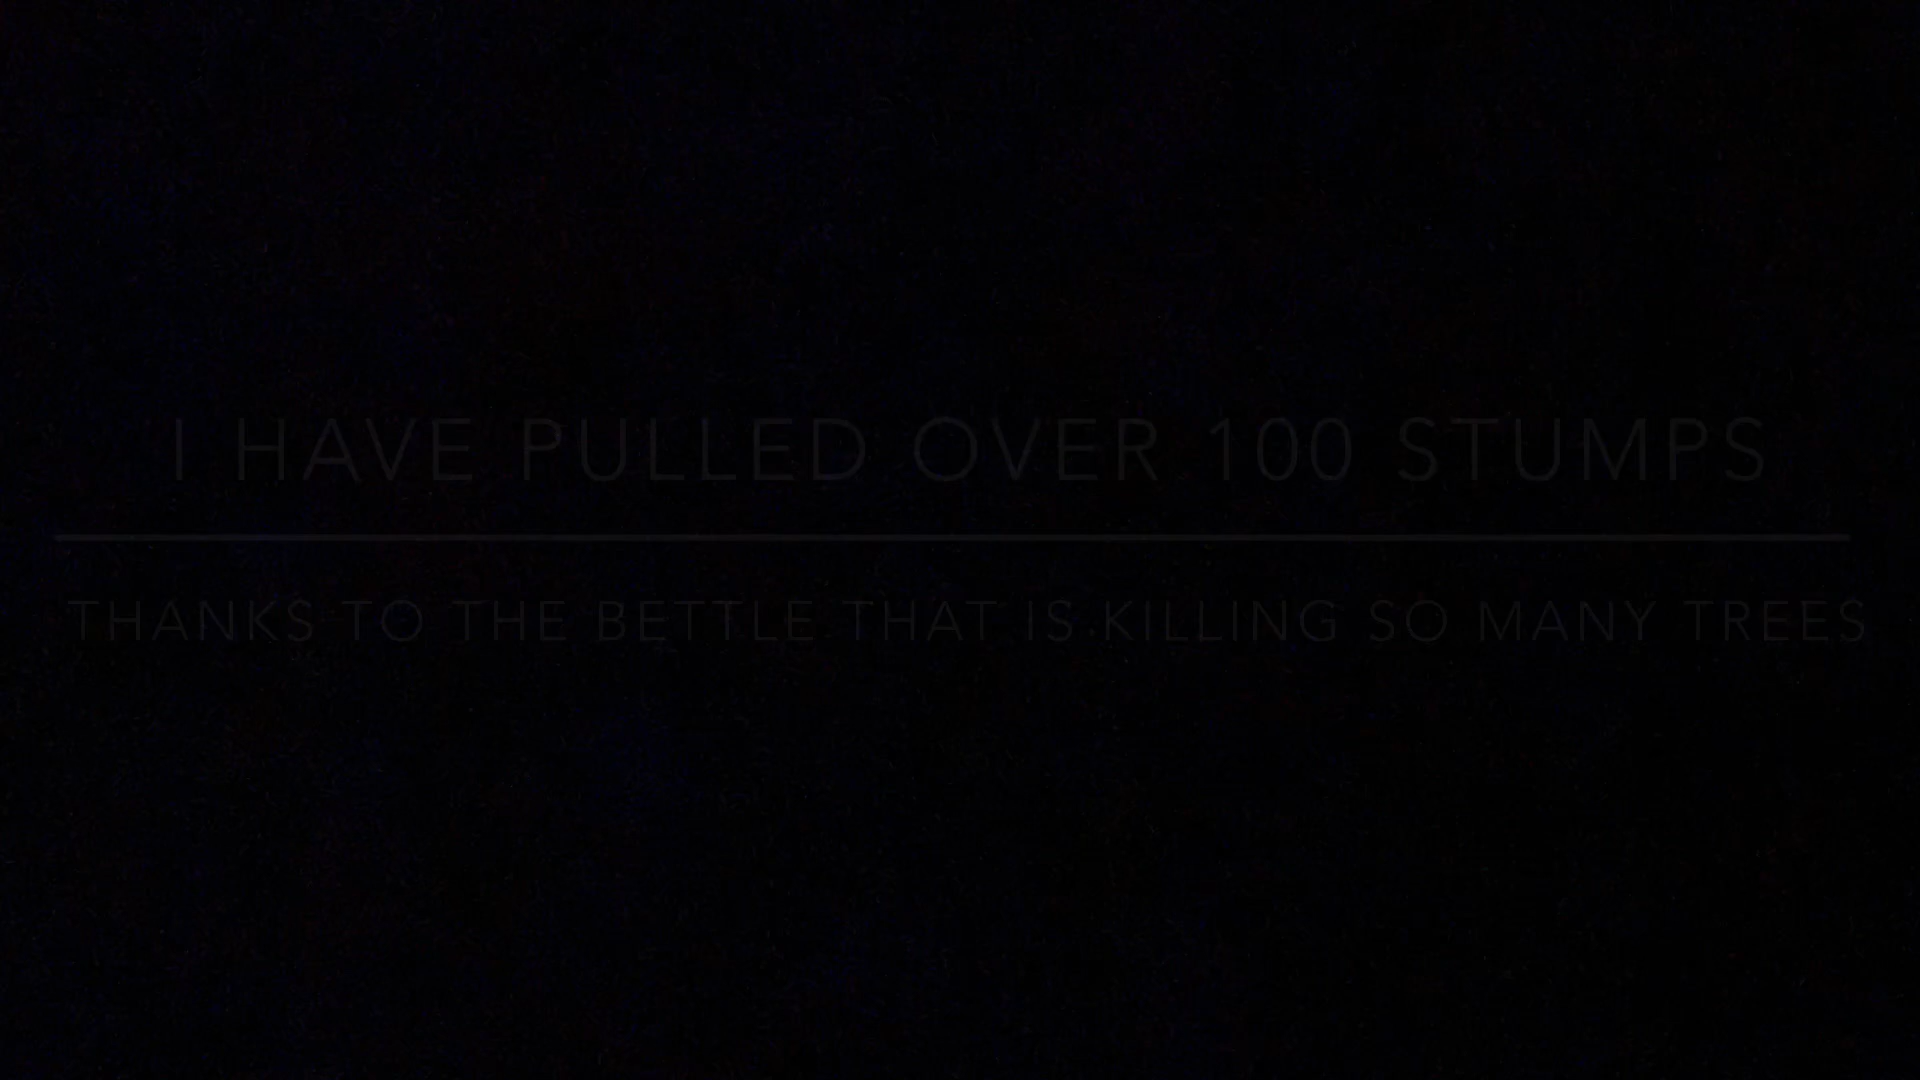 I HAVE PULLED OVER 100 STUMPS
THANKS TO THE BETTLE THAT IS KILLING SO MANY TREES